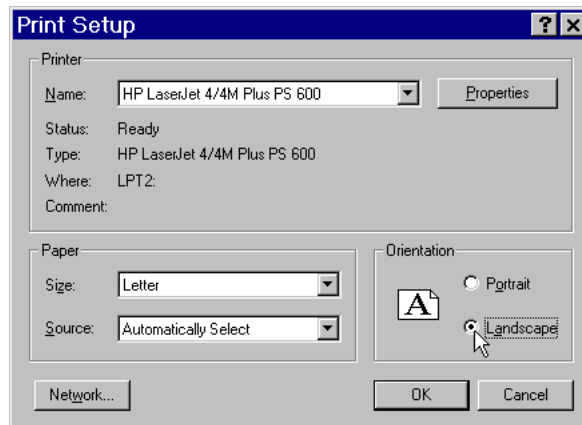 Print Setup
Printer
Name: HP LaserJet 4/4M Plus PS 600 Properties
Status: Ready
Type: HP LaserJet 4/4M Plus PS 600
Where: LPT2:
Comment:
Paper Orientation
Size: Letter Portrait
A
Source: Automatically Select Landscape
Network... OK Cancel